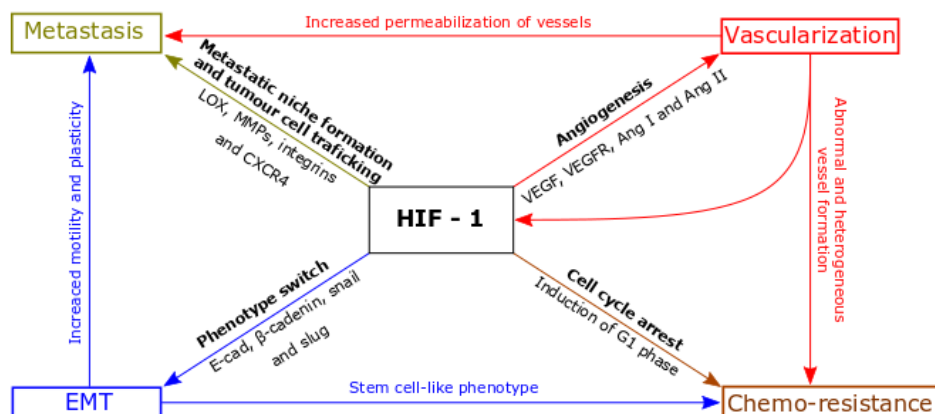 Increased permeabilization of vessels
Metastasis
Vascularization
Metastatic niche formation
and tumour cell traficking
LOX, MMPs, integrins
and CXCR4
Angiogenesis
VEGF, VEGFR, Ang I and Ang II
Increaced motility and plasticity
Abnormal and heterogeneous
vessel formation
HIF - 1
Phenotype switch
E-cad, β-cadenin, snail
and slug
Cell cycle arrest
Induction of G1 phase
EMT
Stem cell-like phenotype
Chemo-resistance